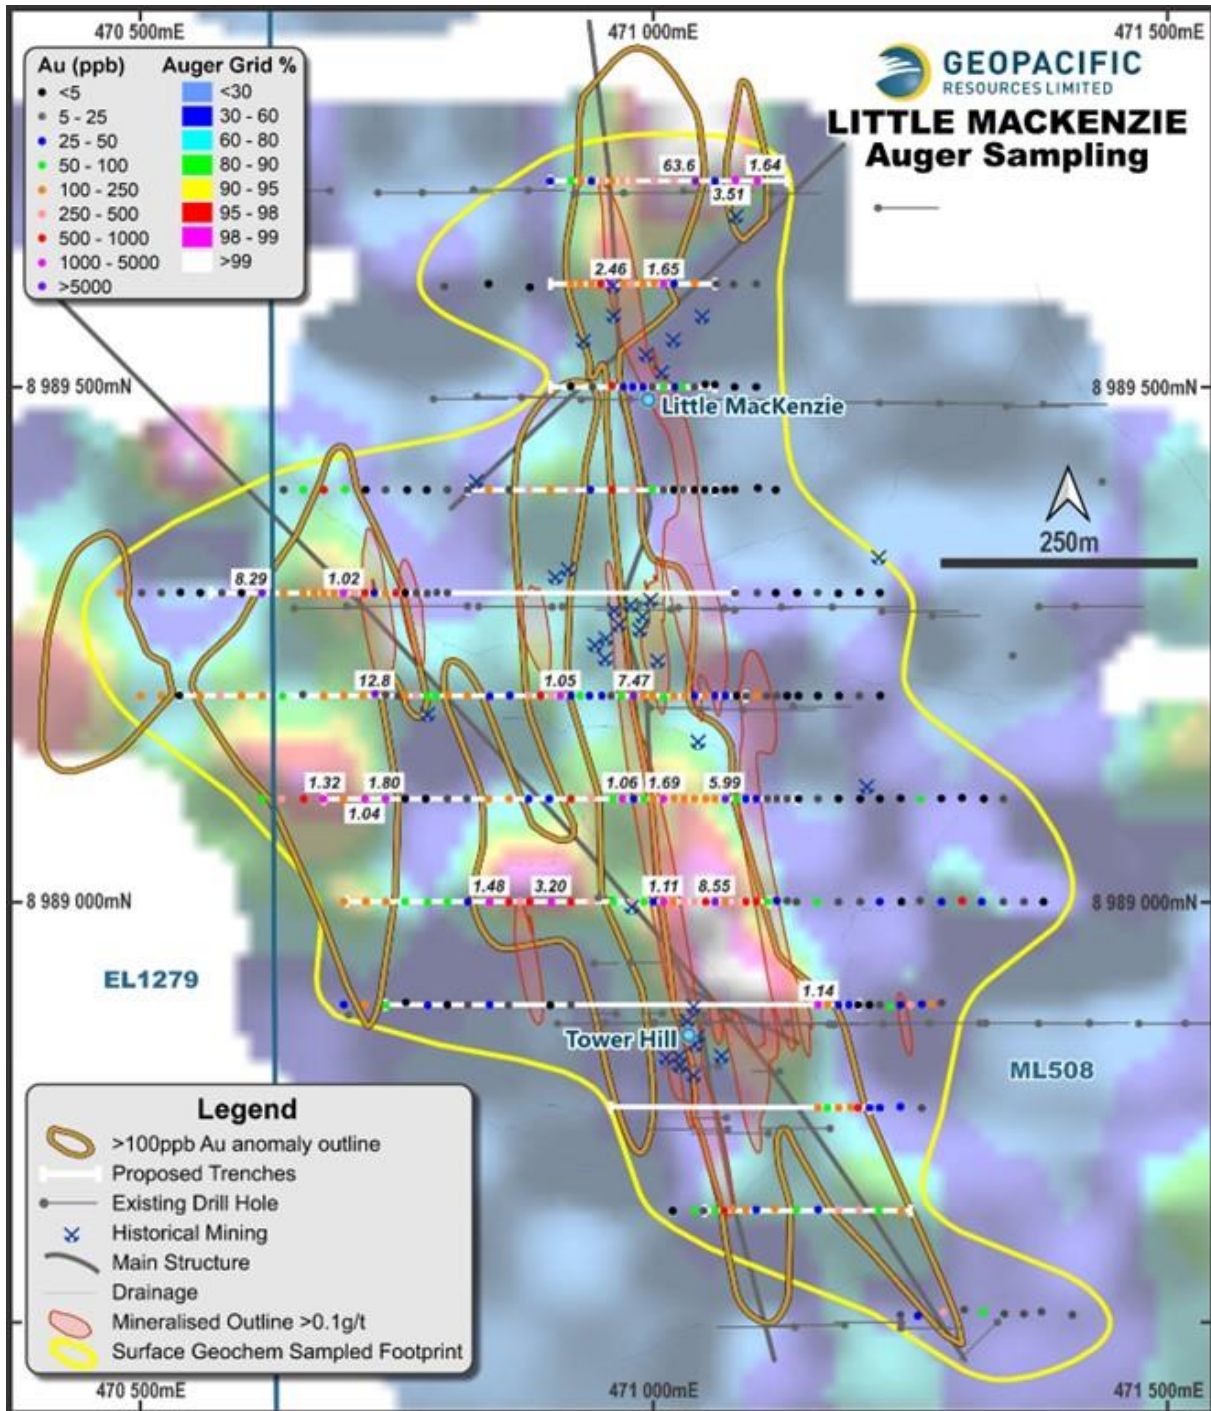 470 500mE
471 000mE
471 500mE
Au (ppb)
Auger Grid %
<5
<30
5 - 25
30 - 60
25 - 50
60 - 80
50 - 100
80 - 90
100 - 250
90 - 95
250 - 500
95 - 98
500 - 1000
98 - 99
1000 - 5000
>99
>5000
GEOPACIFIC
RESOURCES LIMITED
LITTLE MACKENZIE
Auger Sampling
63.6
1.64
3.51
2.46
1.65
8 989 500mN
8 989 500mN
Little MacKenzie
250m
8.29
1.02
12.8
1.05
7.47
1.32
1.80
1.06
1.69
5.99
1.04
1.48
3.20
1.11
8.55
8 989 000mN
8 989 000mN
EL1279
1.14
Tower Hill
ML508
Legend
>100ppb Au anomaly outline
Proposed Trenches
Existing Drill Hole
Historical Mining
Main Structure
Drainage
Mineralised Outline >0.1g/t
Surface Geochem Sampled Footprint
470 500mE
471 000mE
471 500mE